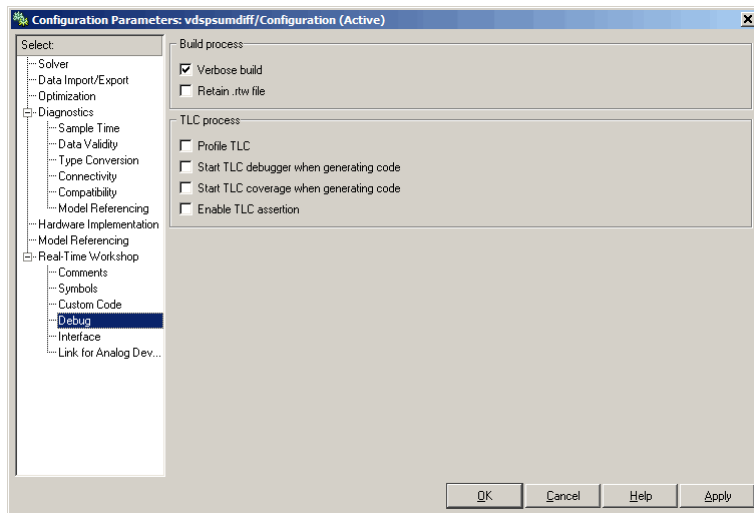 Configuration Parameters: vdspsumdiff/Configuration (Active)
Select:
Solver
Data Import/Export
Optimization
Diagnostics
Sample Time
Data Validity
Type Conversion
Connectivity
Compatibility
Model Referencing
Hardware Implementation
Model Referencing
Real-Time Workshop
Comments
Symbols
Custom Code
Debug
Interface
Link for Analog Dev...
Build process
Verbose build
Retain .rtw file
TLC process
Profile TLC
Start TLC debugger when generating code
Start TLC coverage when generating code
Enable TLC assertion
OK Cancel Help Apply